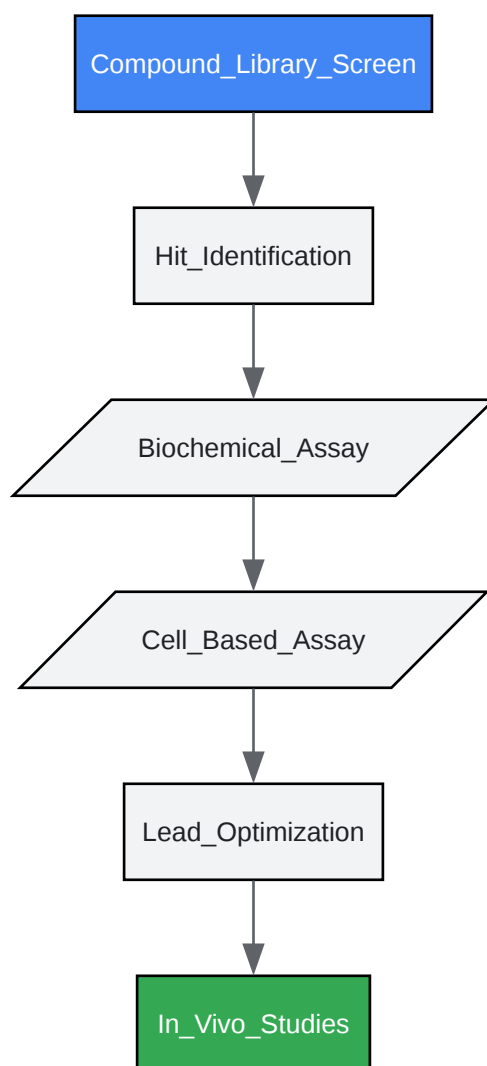 Compound_Library_Screen
Hit_Identification
Biochemical_Assay
Cell_Based_Assay
Lead_Optimization
In_Vivo_Studies